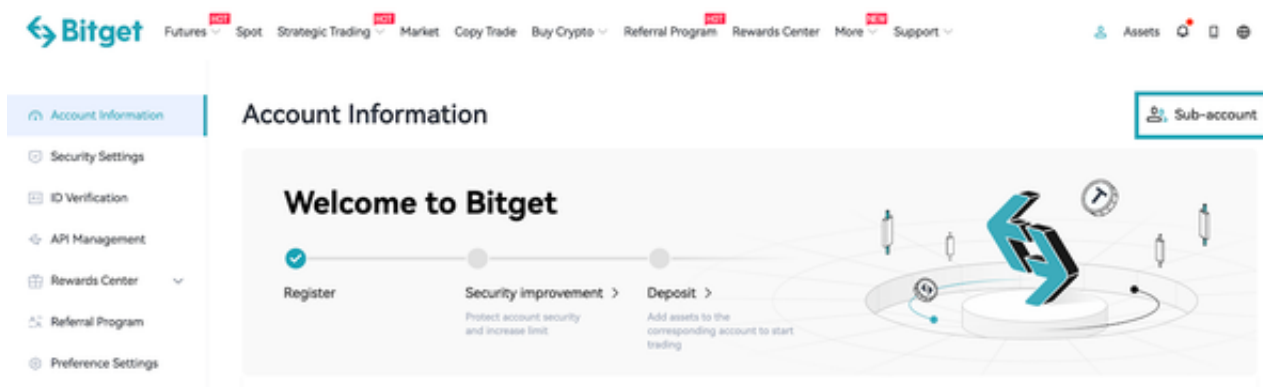 HOT HOT HOT NEW
Bitget Futures Spot Strategic Trading Market Copy Trade Buy Crypto Referral Program Rewards Center More Support Assets
Account Information
Account Information
Sub-account
Security Settings
ID Verification
API Management
Rewards Center
Referral Program
Preference Settings
Welcome to Bitget
Register Security improvement > Deposit >
Protect account security
and increase limit
Add assets to the
corresponding account to start
trading